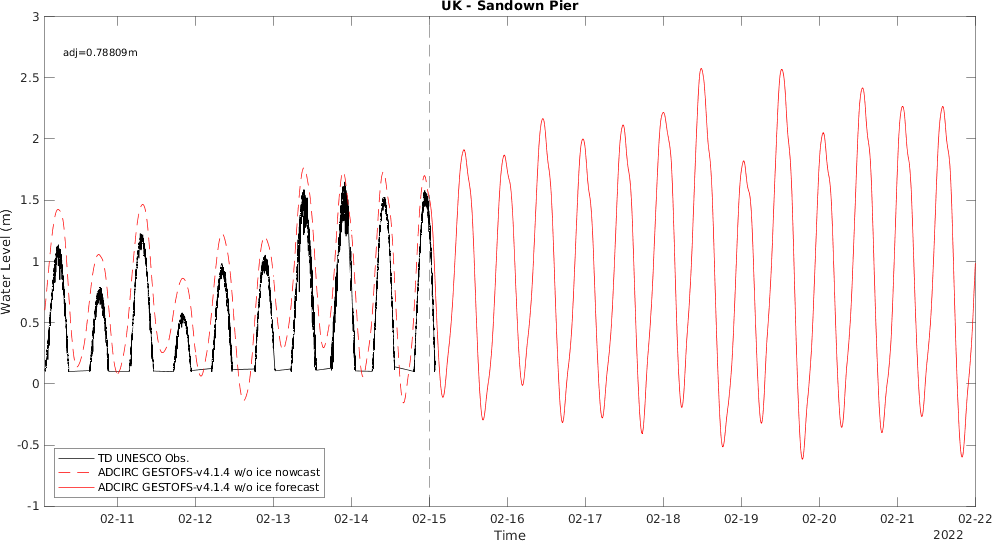 UK - Sandown Pier
adj=0.78809m
3
2.5
2
1.5
1
0.5
0
-0.5
-1
Water Level (m)
TD UNESCO Obs.
ADCIRC GESTOFS-v4.1.4 w/o ice nowcast
ADCIRC GESTOFS-v4.1.4 w/o ice forecast
02-11 02-12 02-13 02-14 02-15 02-16 02-17 02-18 02-19 02-20 02-21 02-22
Time
2022